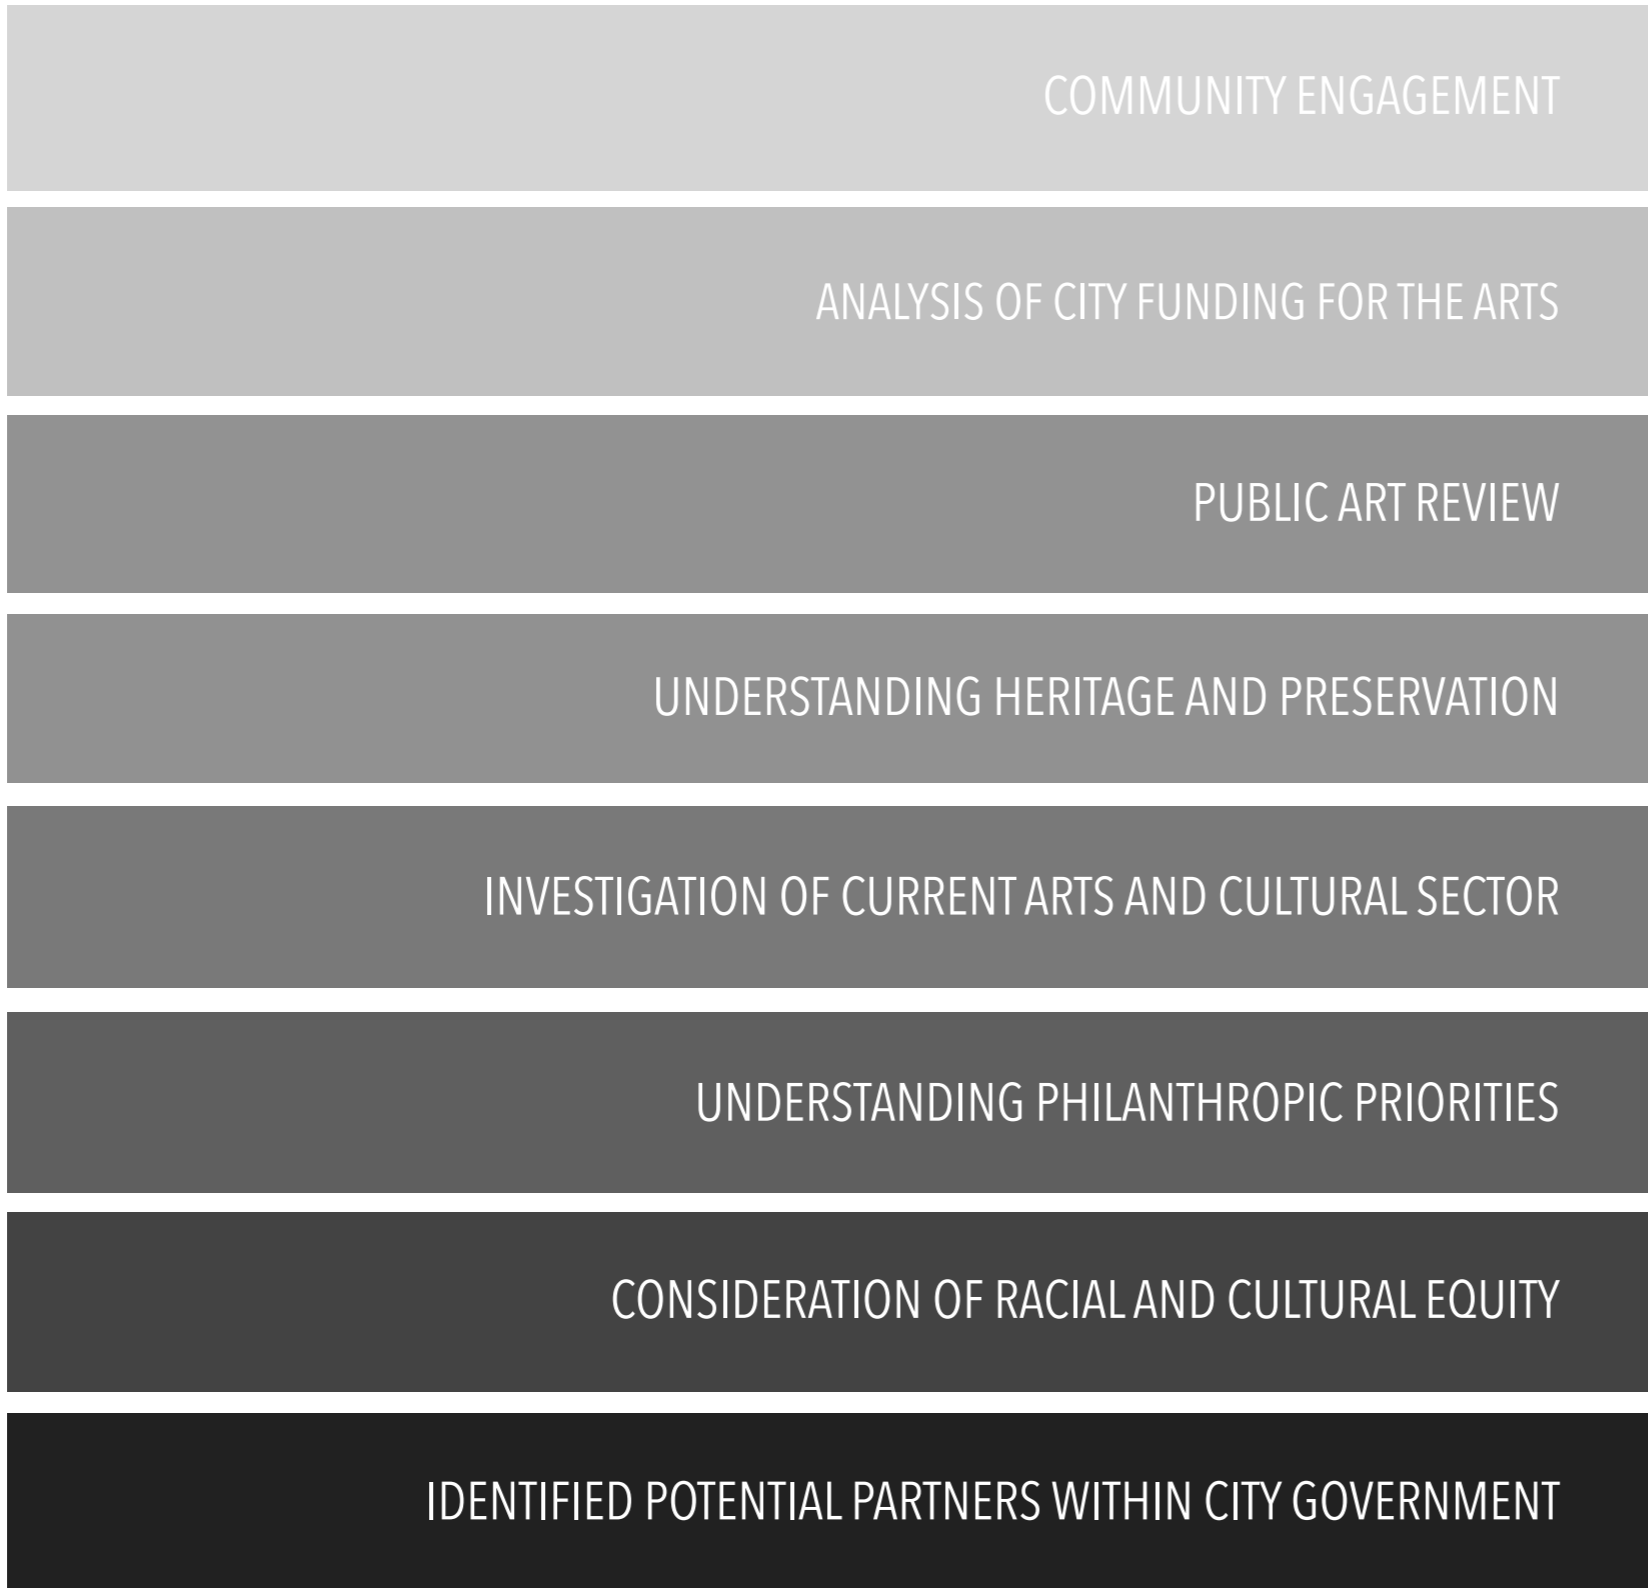 COMMUNITY ENGAGEMENT
ANALYSIS OF CITY FUNDING FOR THE ARTS
PUBLIC ART REVIEW
UNDERSTANDING HERITAGE AND PRESERVATION
INVESTIGATION OF CURRENT ARTS AND CULTURAL SECTOR
UNDERSTANDING PHILANTHROPIC PRIORITIES
CONSIDERATION OF RACIAL AND CULTURAL EQUITY
IDENTIFIED POTENTIAL PARTNERS WITHIN CITY GOVERNMENT